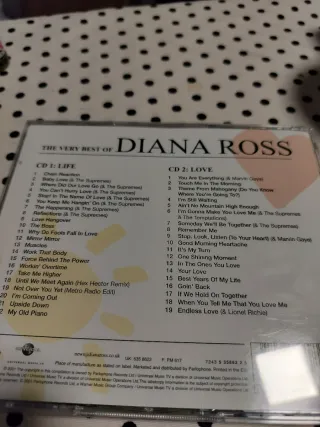 THE VERY BEST OF DIANA ROSS
CD 1: LIFE
1 Chain Reaction
2 Baby Love (& The Supremes)
3 Where Did Our Love Go (& The Supremes)
4 You Can't Hurry Love (& The Supremes)
5 Stop! In The Name Of Love (& The Supremes)
6 You Keep Me Hangin' On (& The Supremes)
7 The Happening (& The Supremes)
8 Reflections (& The Supremes)
9 Love Hangover
10 The Boss
11 Why Do Fools Fall In Love
12 Mirror Mirror
13 Muscles
14 Work That Body
15 Force Behind The Power
16 Workin' Overtime
17 Take Me Higher
18 Until We Meet Again (Hex Hector Remix)
19 Not Over You Yet (Metro Radio Edit)
20 I'm Coming Out
21 Upside Down
22 My Old Piano
CD 2: LOVE
1 You Are Everything (& Marvin Gaye)
2 Touch Me In The Morning
3 Theme From Mahogany (Do You Know
Where You're Going To?)
4 I'm Still Waiting
5 Ain't No Mountain High Enough
6 I'm Gonna Make You Love Me (& The Supremes
& The Temptations)
7 Someday We'll Be Together (& The Supremes)
8 Remember Me
9 Stop, Look, Listen (To Your Heart) (& Marvin Gaye)
10 Good Morning Heartache
11 It's My Turn
12 One Shining Moment
13 In The Ones You Love
14 Your Love
15 Best Years Of My Life
16 Goin' Back
17 If We Hold On Together
18 When You Tell Me That You Love Me
19 Endless Love (& Lionel Richie)